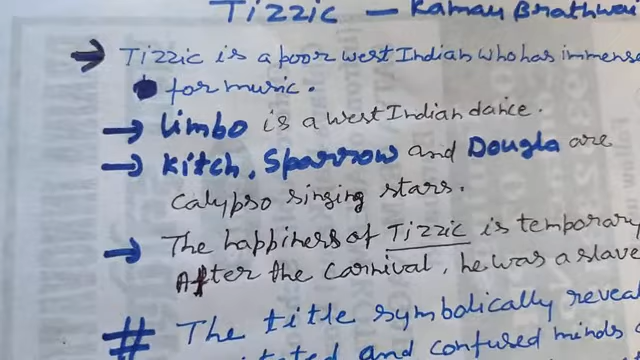 Tizzic — Kamau Brathwai
→ Tizzic is a poor west Indian who has immense
for music.
→ Limbo is a west Indian dance.
→ Kitch, Sparrow and Dougla are
Calypso singing stars.
→ The happiness of Tizzic is temporary
After the carnival, he was a slave
# The title symbolically reveal
and confused minds